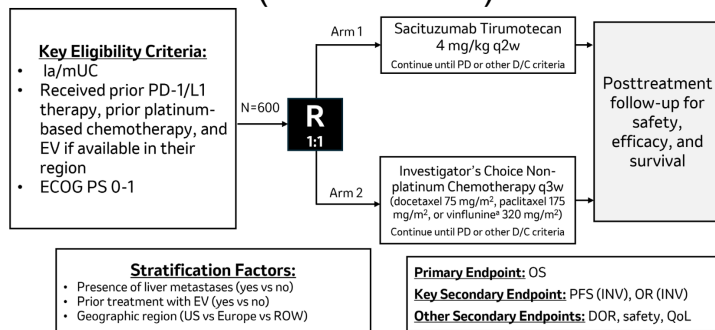 Key Eligibility Criteria:
• la/mUC
• Received prior PD-1/L1
therapy, prior platinum-
based chemotherapy, and
EV if available in their
region
• ECOG PS 0-1
N=600
R
1:1
Arm 1
Sacituzumab Tirumotecan
4 mg/kg q2w
Continue until PD or other D/C criteria
Arm 2
Investigator's Choice Non-
platinum Chemotherapy q3w
(docetaxel 75 mg/m², paclitaxel 175
mg/m², or vinflunineᵃ 320 mg/m²)
Continue until PD or other D/C criteria
Posttreatment
follow-up for
safety,
efficacy, and
survival
Stratification Factors:
• Presence of liver metastases (yes vs no)
• Prior treatment with EV (yes vs no)
• Geographic region (US vs Europe vs ROW)
Primary Endpoint: OS
Key Secondary Endpoint: PFS (INV), OR (INV)
Other Secondary Endpoints: DOR, safety, QoL